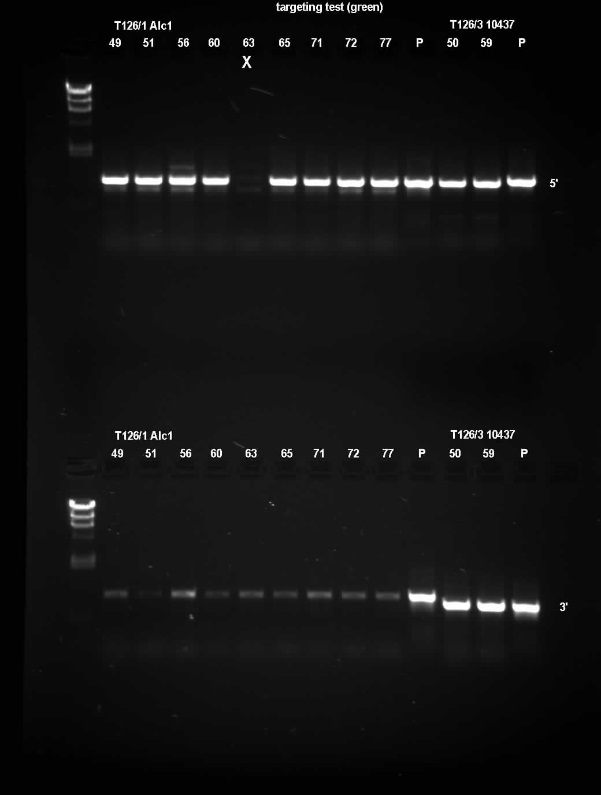 targeting test (green)
T126/1 Alc1 T126/3 10437
49 51 56 60 63 65 71 72 77 P 50 59 P
X
5'
T126/1 Alc1 T126/3 10437
49 51 56 60 63 65 71 72 77 P 50 59 P
3'